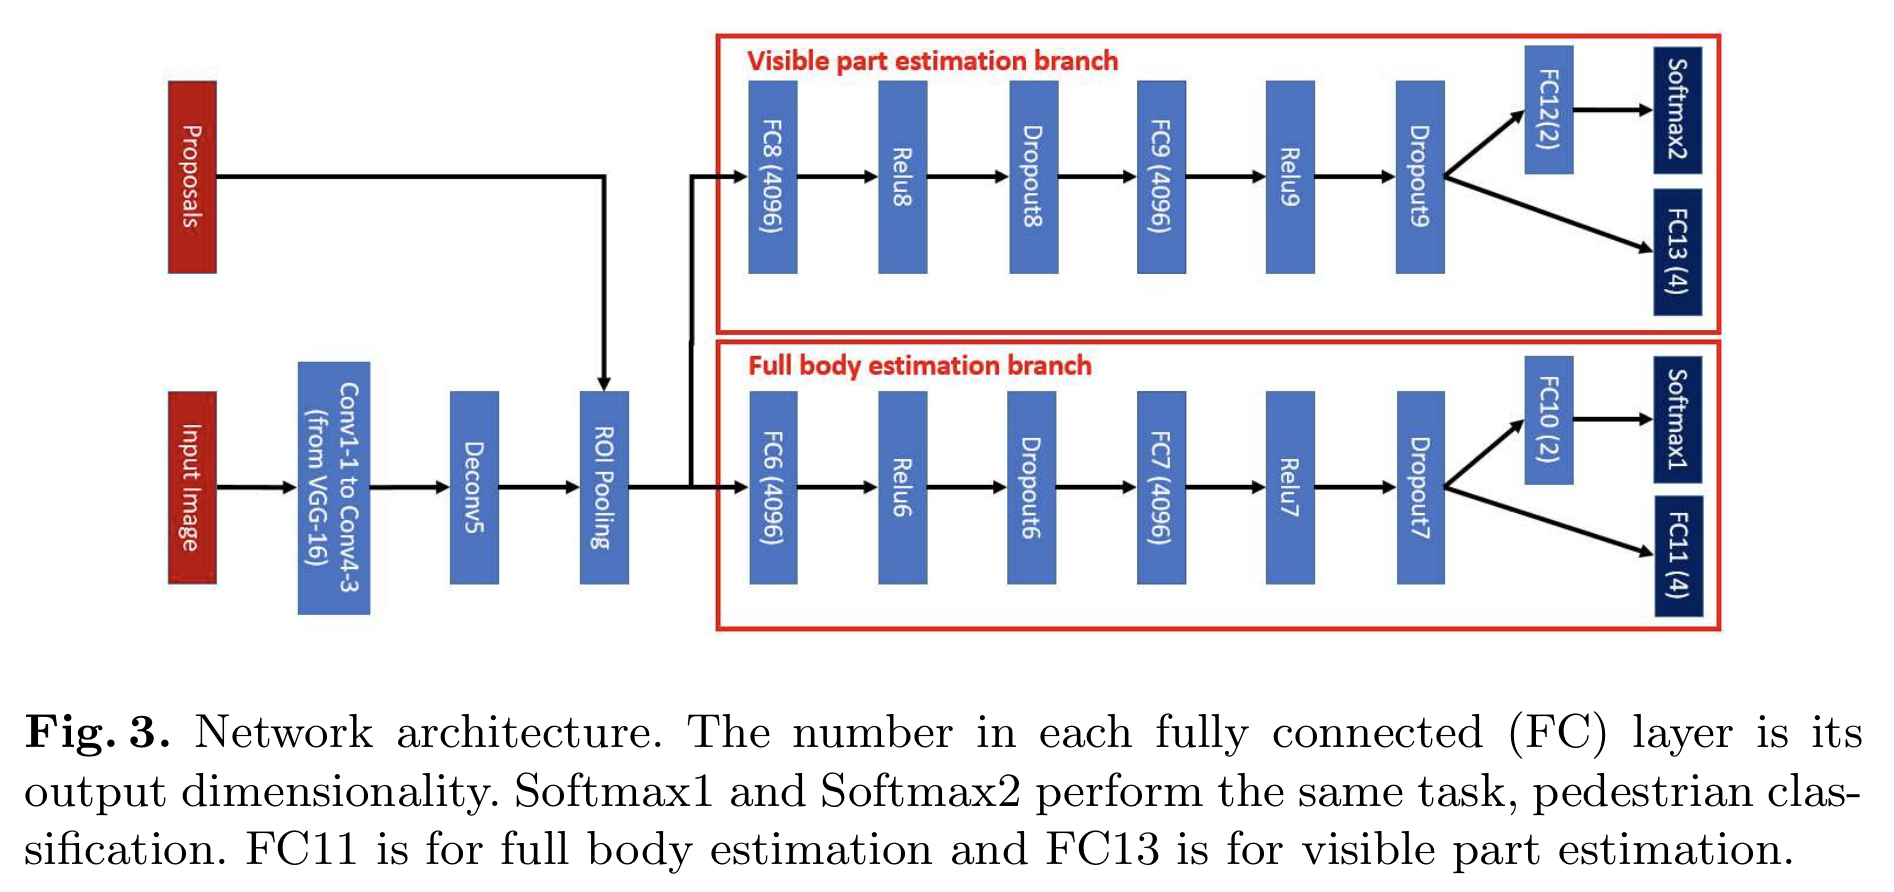 Visible part estimation branch
Proposals
FC8 (4096)
Relu8
Dropout8
FC9 (4096)
Relu9
Dropout9
FC12(2)
Softmax2
FC13 (4)
Full body estimation branch
Input Image
Conv1-1 to Conv4-3
(from VGG-16)
Deconv5
ROI Pooling
FC6 (4096)
Relu6
Dropout6
FC7 (4096)
Relu7
Dropout7
FC10 (2)
Softmax1
FC11 (4)
Fig. 3. Network architecture. The number in each fully connected (FC) layer is its
output dimensionality. Softmax1 and Softmax2 perform the same task, pedestrian clas-
sification. FC11 is for full body estimation and FC13 is for visible part estimation.